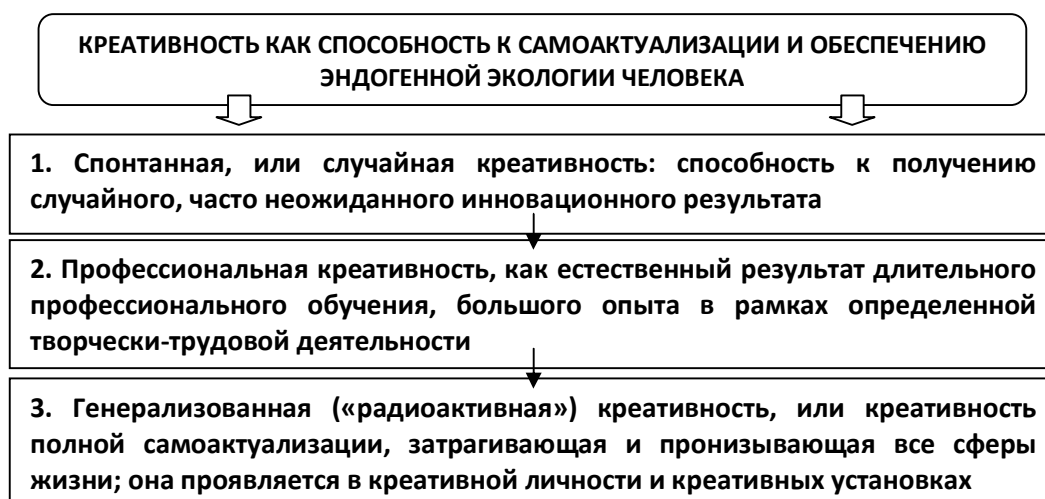 КРЕАТИВНОСТЬ КАК СПОСОБНОСТЬ К САМОАКТУАЛИЗАЦИИ И ОБЕСПЕЧЕНИЮ
ЭНДОГЕННОЙ ЭКОЛОГИИ ЧЕЛОВЕКА
1. Спонтанная, или случайная креативность: способность к получению
случайного, часто неожиданного инновационного результата
2. Профессиональная креативность, как естественный результат длительного
профессионального обучения, большого опыта в рамках определенной
творчески-трудовой деятельности
3. Генерализованная («радиоактивная») креативность, или креативность
полной самоактуализации, затрагивающая и пронизывающая все сферы
жизни; она проявляется в креативной личности и креативных установках